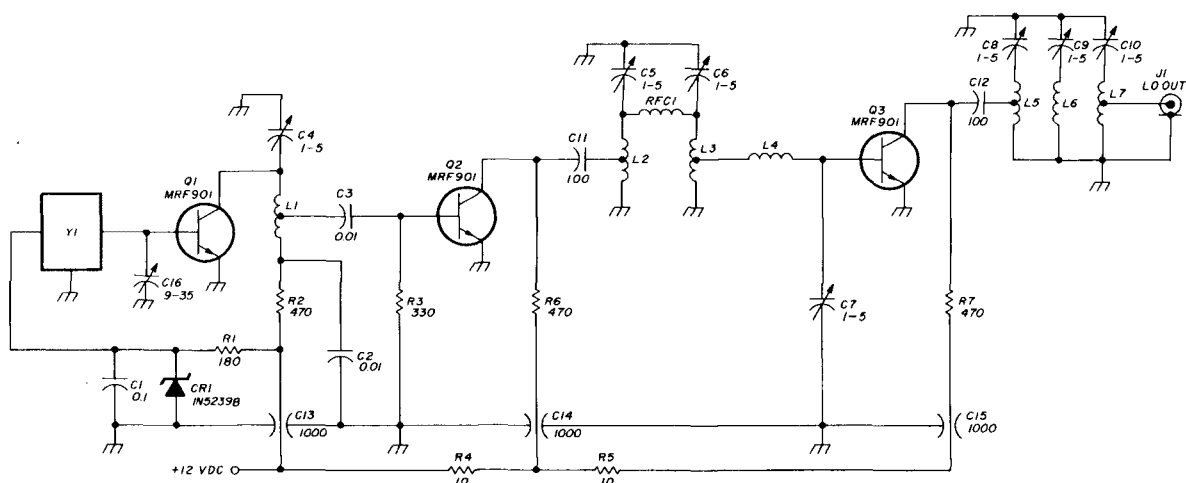 Y1
C16
9-35
Q1
MRF901
C4
1-5
L1
C3
0.01
R2
470
R1
180
C1
0.1
CR1
1N5239B
C2
0.01
C13
1000
+12 VDC
R3
330
Q2
MRF901
R4
10
C14
1000
R6
470
R5
10
C11
100
C5
1-5
C6
1-5
RFC1
L2
L3
L4
C7
1-5
Q3
MRF901
R7
470
C15
1000
C12
100
C8
1-5
C9
1-5
C10
1-5
L5
L6
L7
J1
LO OUT